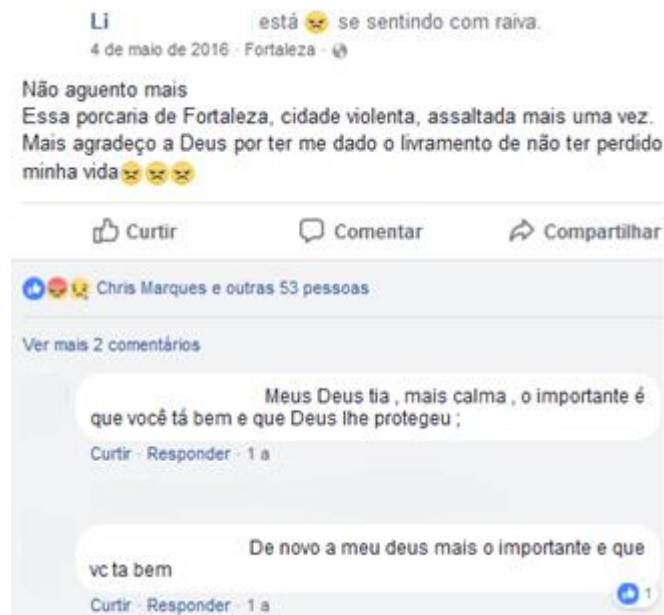 Li está 😠 se sentindo com raiva.
4 de maio de 2016 · Fortaleza ·
Não aguento mais
Essa porcaria de Fortaleza, cidade violenta, assaltada mais uma vez.
Mais agradeço a Deus por ter me dado o livramento de não ter perdido
minha vida😠😠😠
Curtir Comentar Compartilhar
Chris Marques e outras 53 pessoas
Ver mais 2 comentários
Meus Deus tia , mais calma , o importante é
que você tá bem e que Deus lhe protegeu ;
Curtir · Responder · 1 a
De novo a meu deus mais o importante e que
vc ta bem
1
Curtir · Responder · 1 a